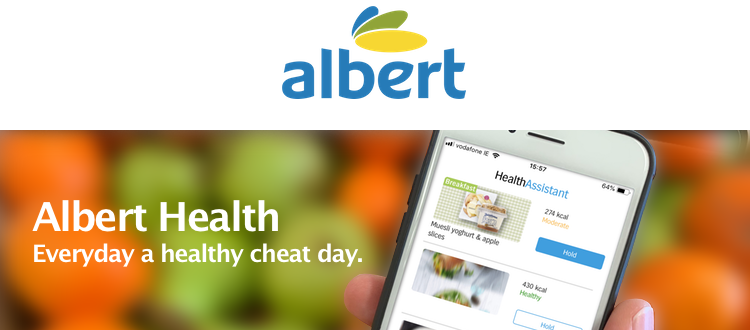 albert
Albert Health
Everyday a healthy cheat day.
vodafone IE
15:57
64%
HealthAssistant
Breakfast
274 kcal
Moderate
Muesli yoghurt & apple
slices
Hold
430 kcal
Healthy
Hold